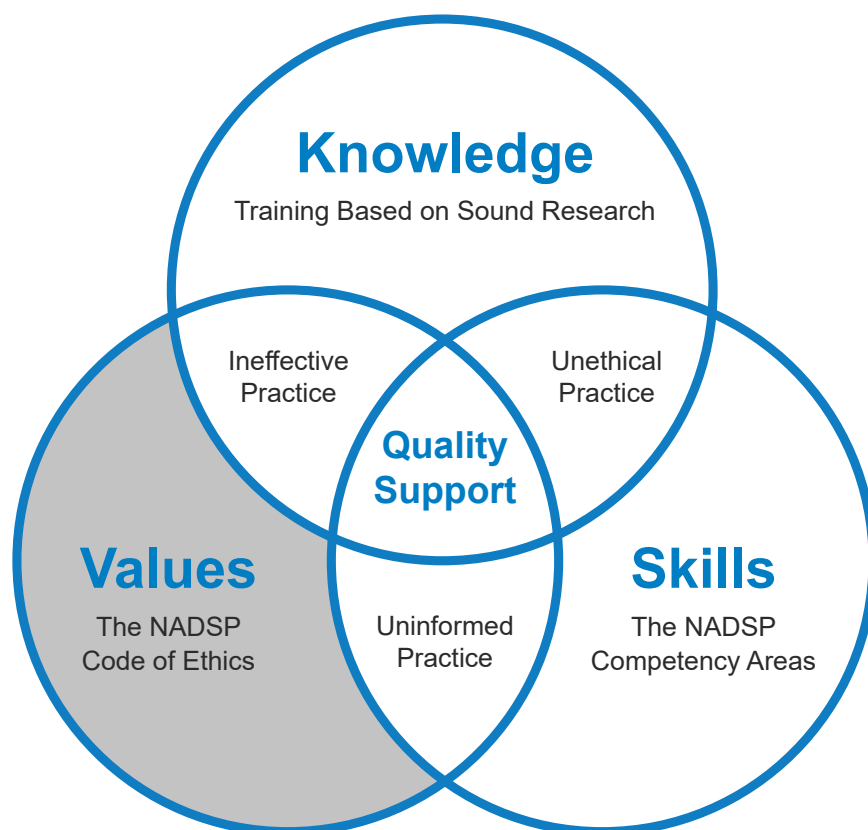 Knowledge
Training Based on Sound Research
Ineffective
Practice
Unethical
Practice
Quality
Support
Values
The NADSP
Code of Ethics
Uninformed
Practice
Skills
The NADSP
Competency Areas